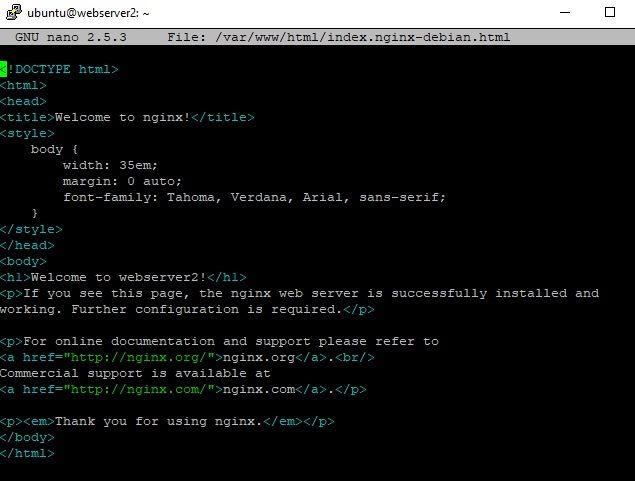 ubuntu@webserver2: ~
GNU nano 2.5.3 File: /var/www/html/index.nginx-debian.html
<!DOCTYPE html>
<html>
<head>
<title>Welcome to nginx!</title>
<style>
    body {
        width: 35em;
        margin: 0 auto;
        font-family: Tahoma, Verdana, Arial, sans-serif;
    }
</style>
</head>
<body>
<h1>Welcome to webserver2!</h1>
<p>If you see this page, the nginx web server is successfully installed and
working. Further configuration is required.</p>
<p>For online documentation and support please refer to
<a href="http://nginx.org/">nginx.org</a>.<br/>
Commercial support is available at
<a href="http://nginx.com/">nginx.com</a>.</p>
<p><em>Thank you for using nginx.</em></p>
</body>
</html>